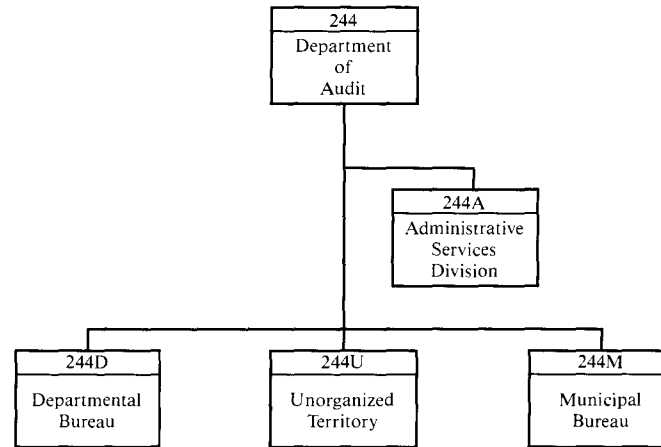 244
Department
of
Audit
244A
Administrative
Services
Division
244D
Departmental
Bureau
244U
Unorganized
Territory
244M
Municipal
Bureau